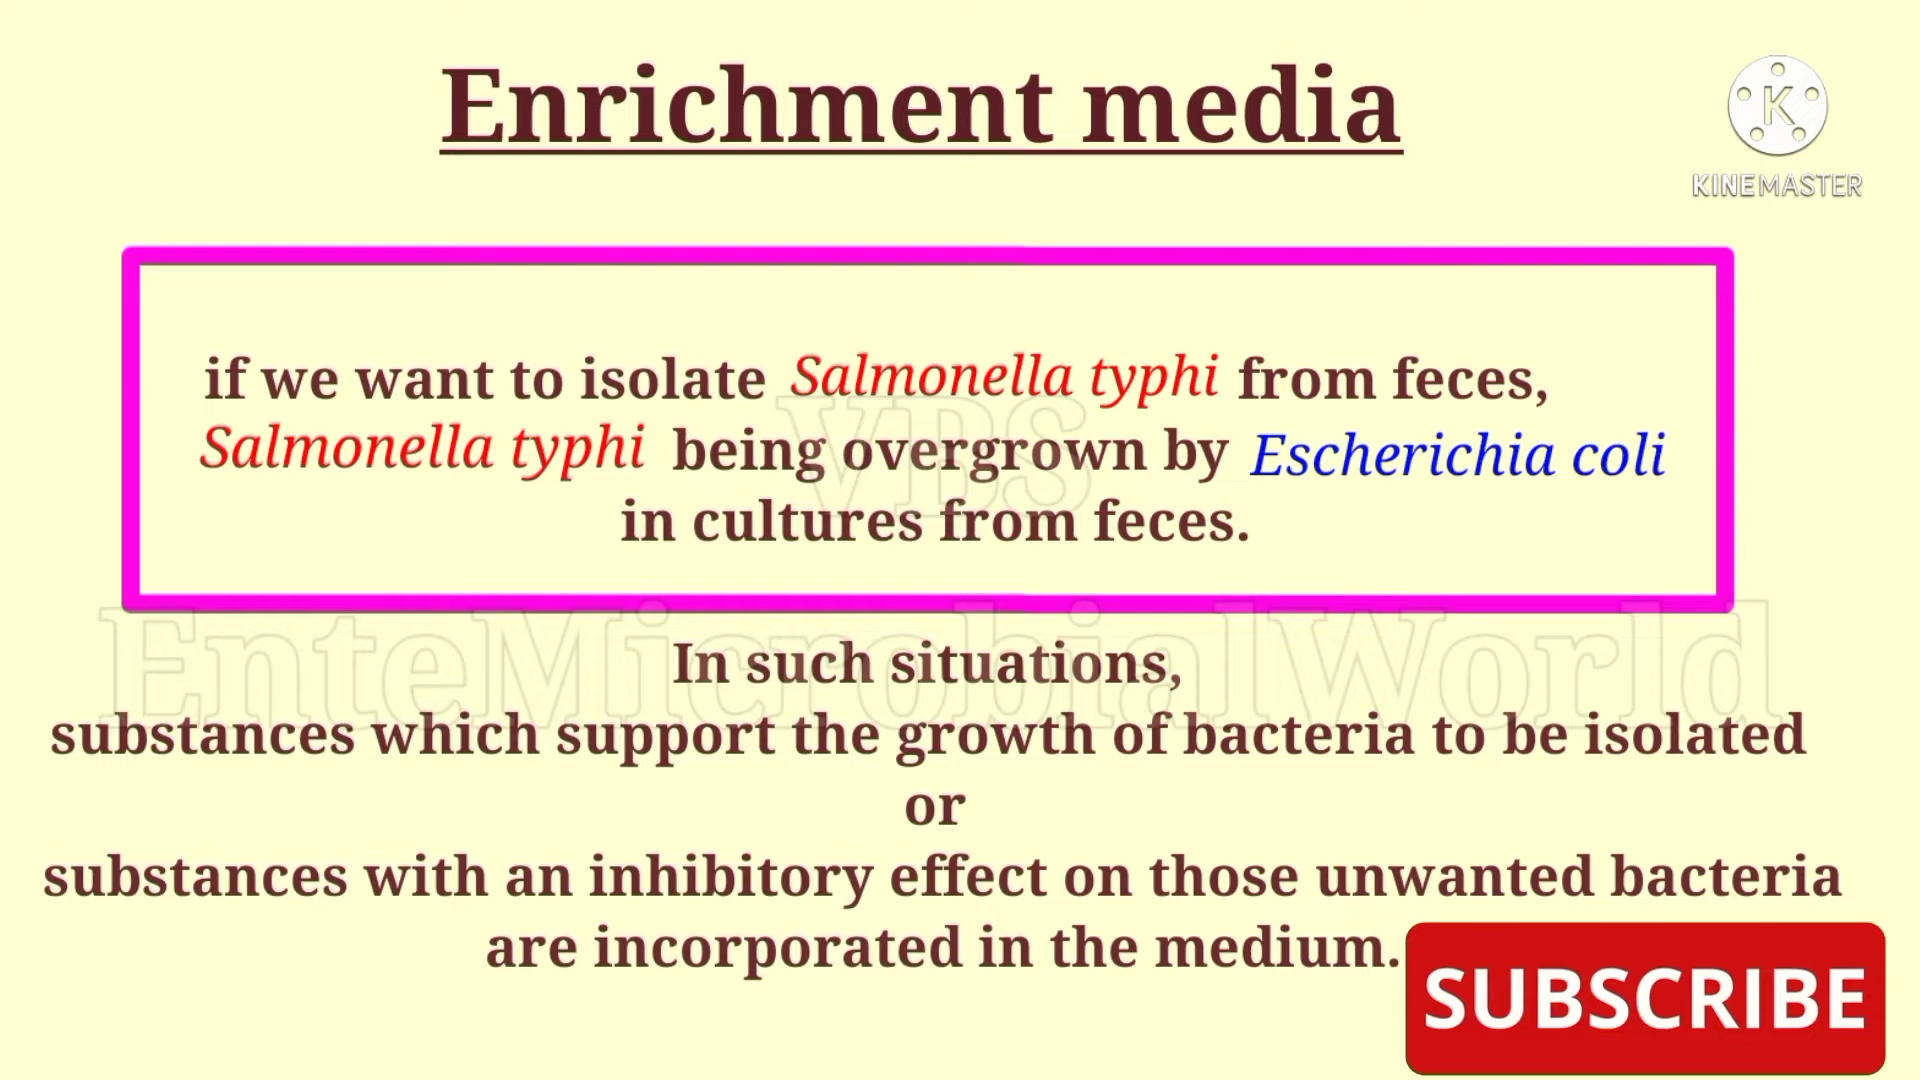 Enrichment media
K
KINEMASTER
if we want to isolate Salmonella typhi from feces,
Salmonella typhi being overgrown by Escherichia coli
in cultures from feces.
VBS
EnteMicrobialWorld
In such situations,
substances which support the growth of bacteria to be isolated
or
substances with an inhibitory effect on those unwanted bacteria
are incorporated in the medium.
SUBSCRIBE